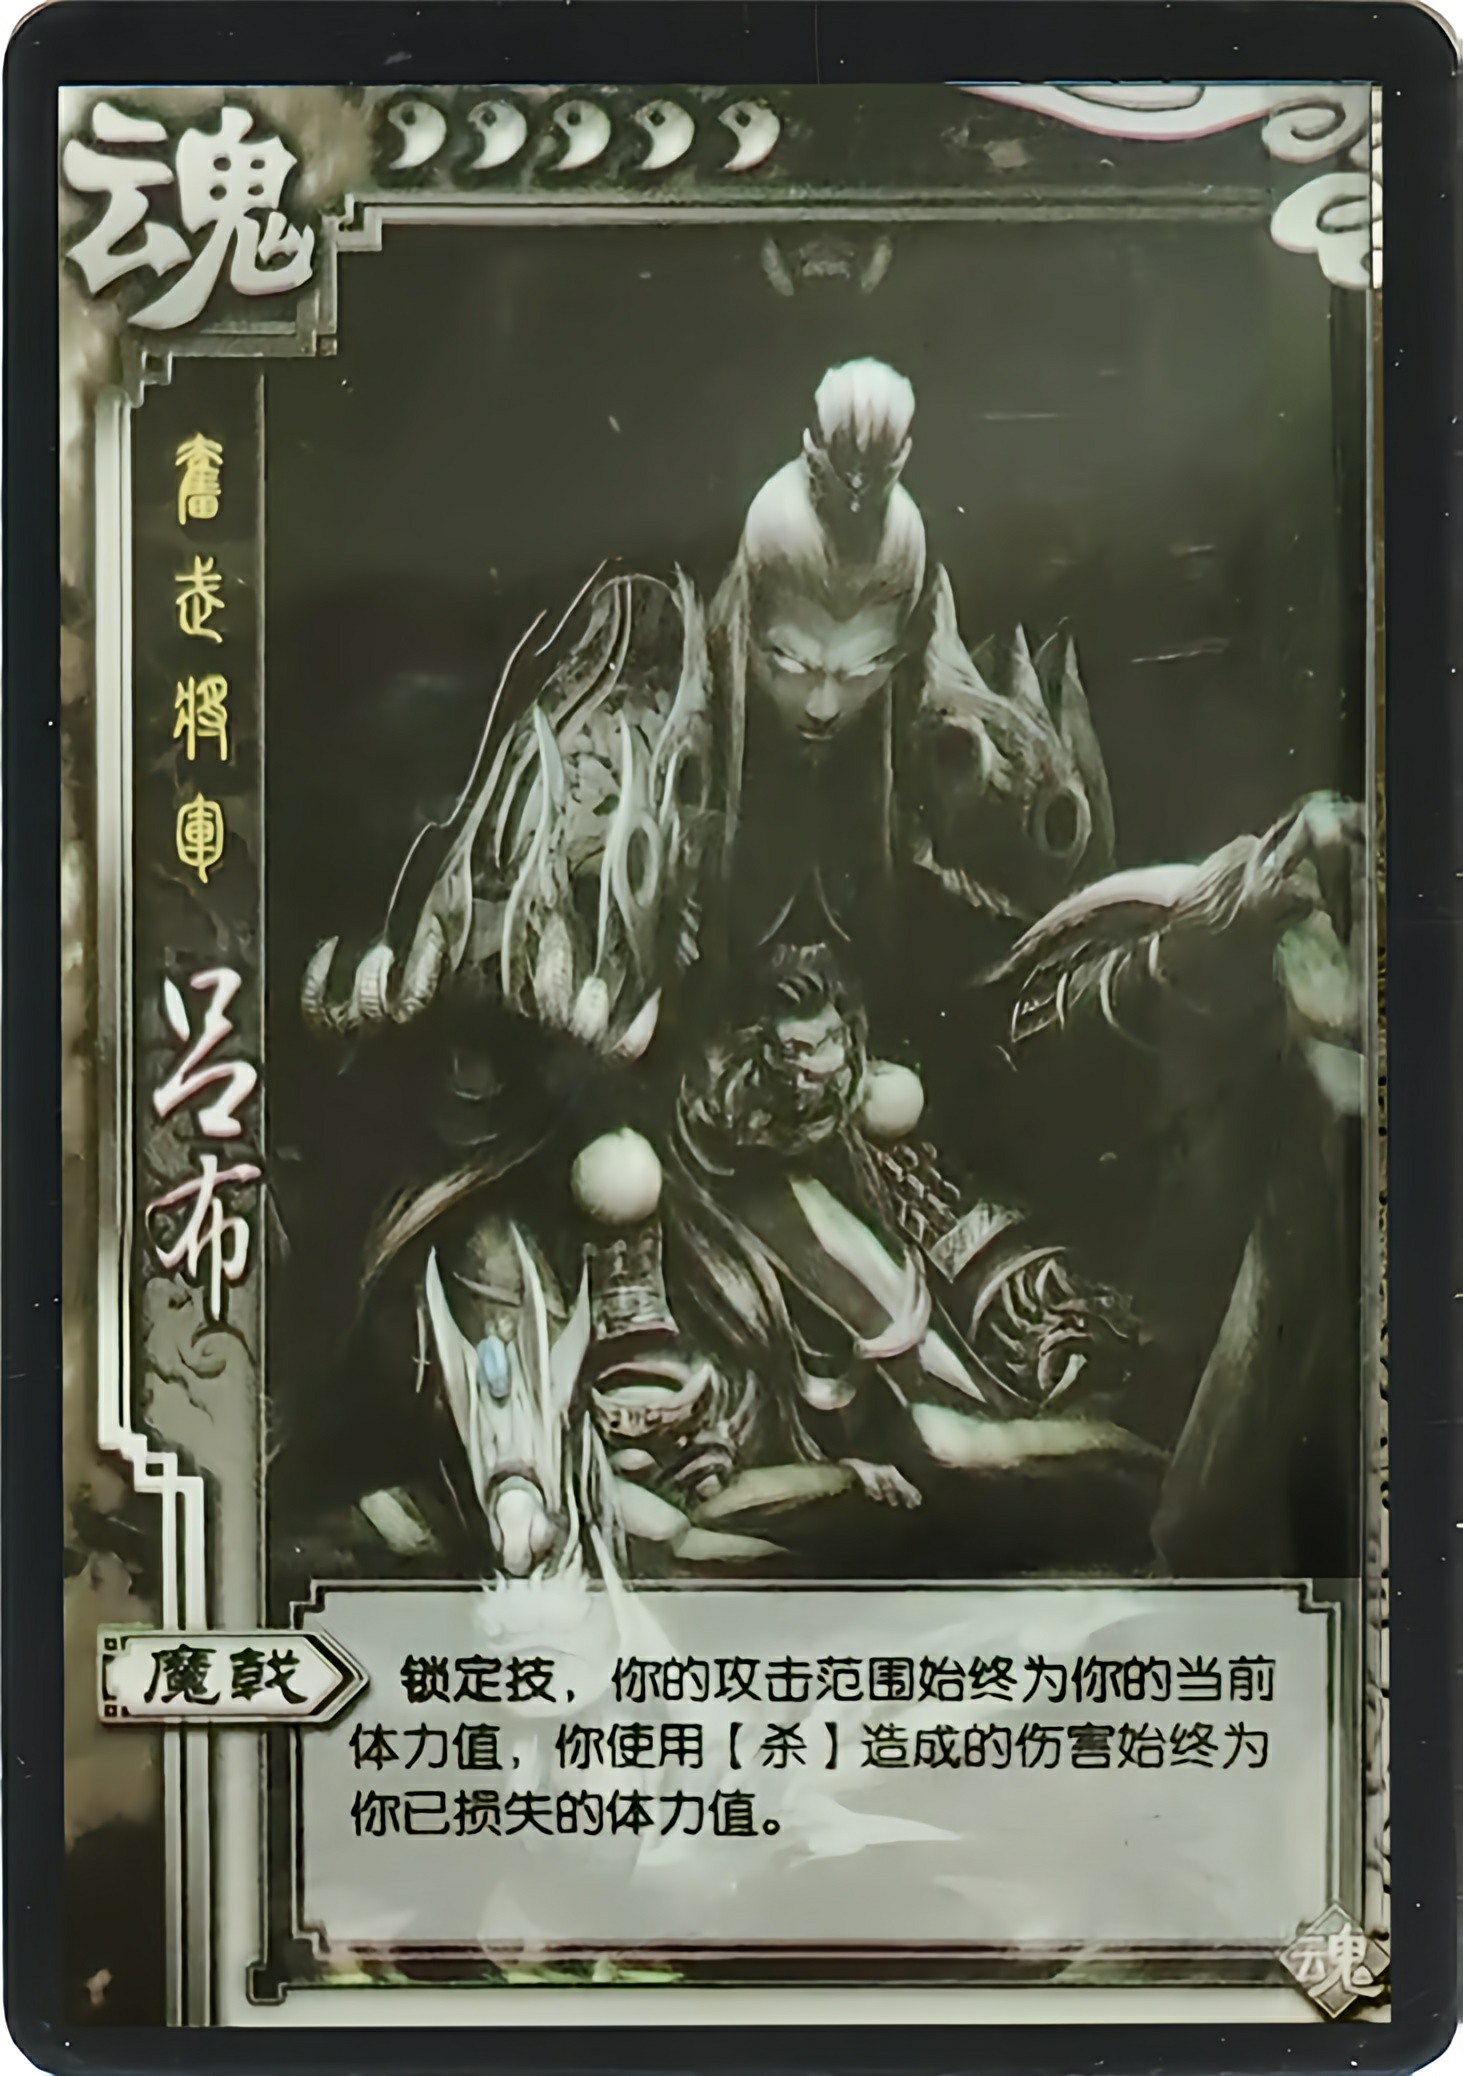 魂
奮武將軍
吕布
魔戟
锁定技，你的攻击范围始终为你的当前
体力值，你使用【杀】造成的伤害始终为
你已损失的体力值。
魂